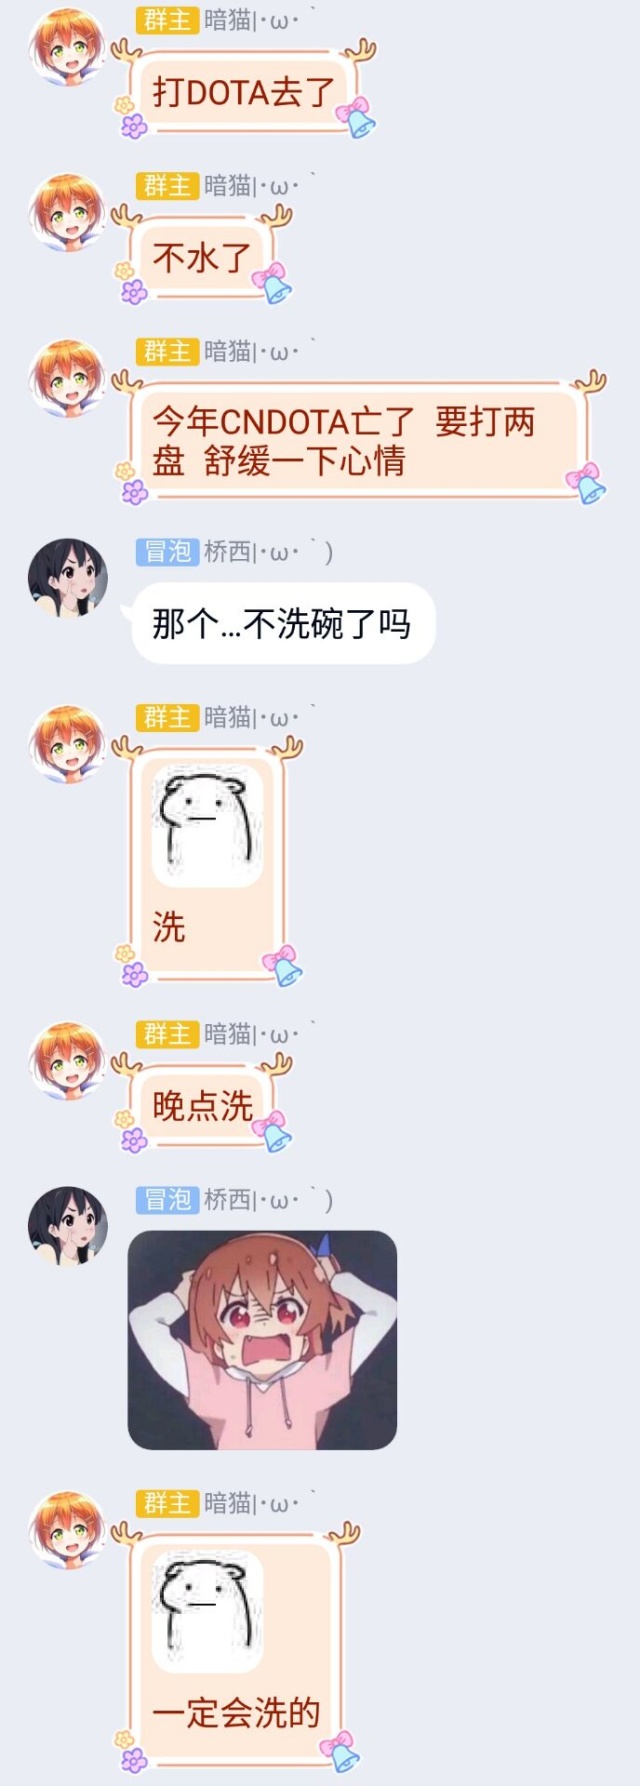 群主 暗猫|･ω･｀
打DOTA去了
群主 暗猫|･ω･｀
不水了
群主 暗猫|･ω･｀
今年CNDOTA亡了  要打两
盘  舒缓一下心情
冒泡 桥西|･ω･｀)
那个...不洗碗了吗
群主 暗猫|･ω･｀
洗
群主 暗猫|･ω･｀
晚点洗
冒泡 桥西|･ω･｀)
群主 暗猫|･ω･｀
一定会洗的